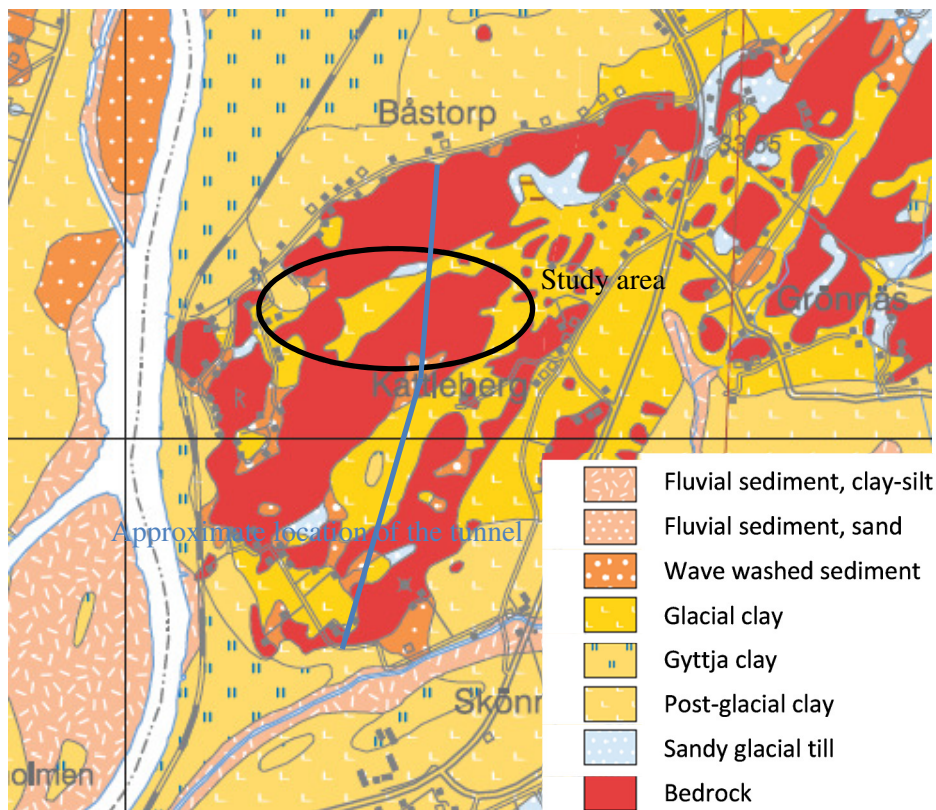 Båstorp
33,55
Study area
Grönnäs
Kattleberg
R
Approximate location of the tunnel
Skönn
olmen
Fluvial sediment, clay-silt
Fluvial sediment, sand
Wave washed sediment
Glacial clay
Gyttja clay
Post-glacial clay
Sandy glacial till
Bedrock